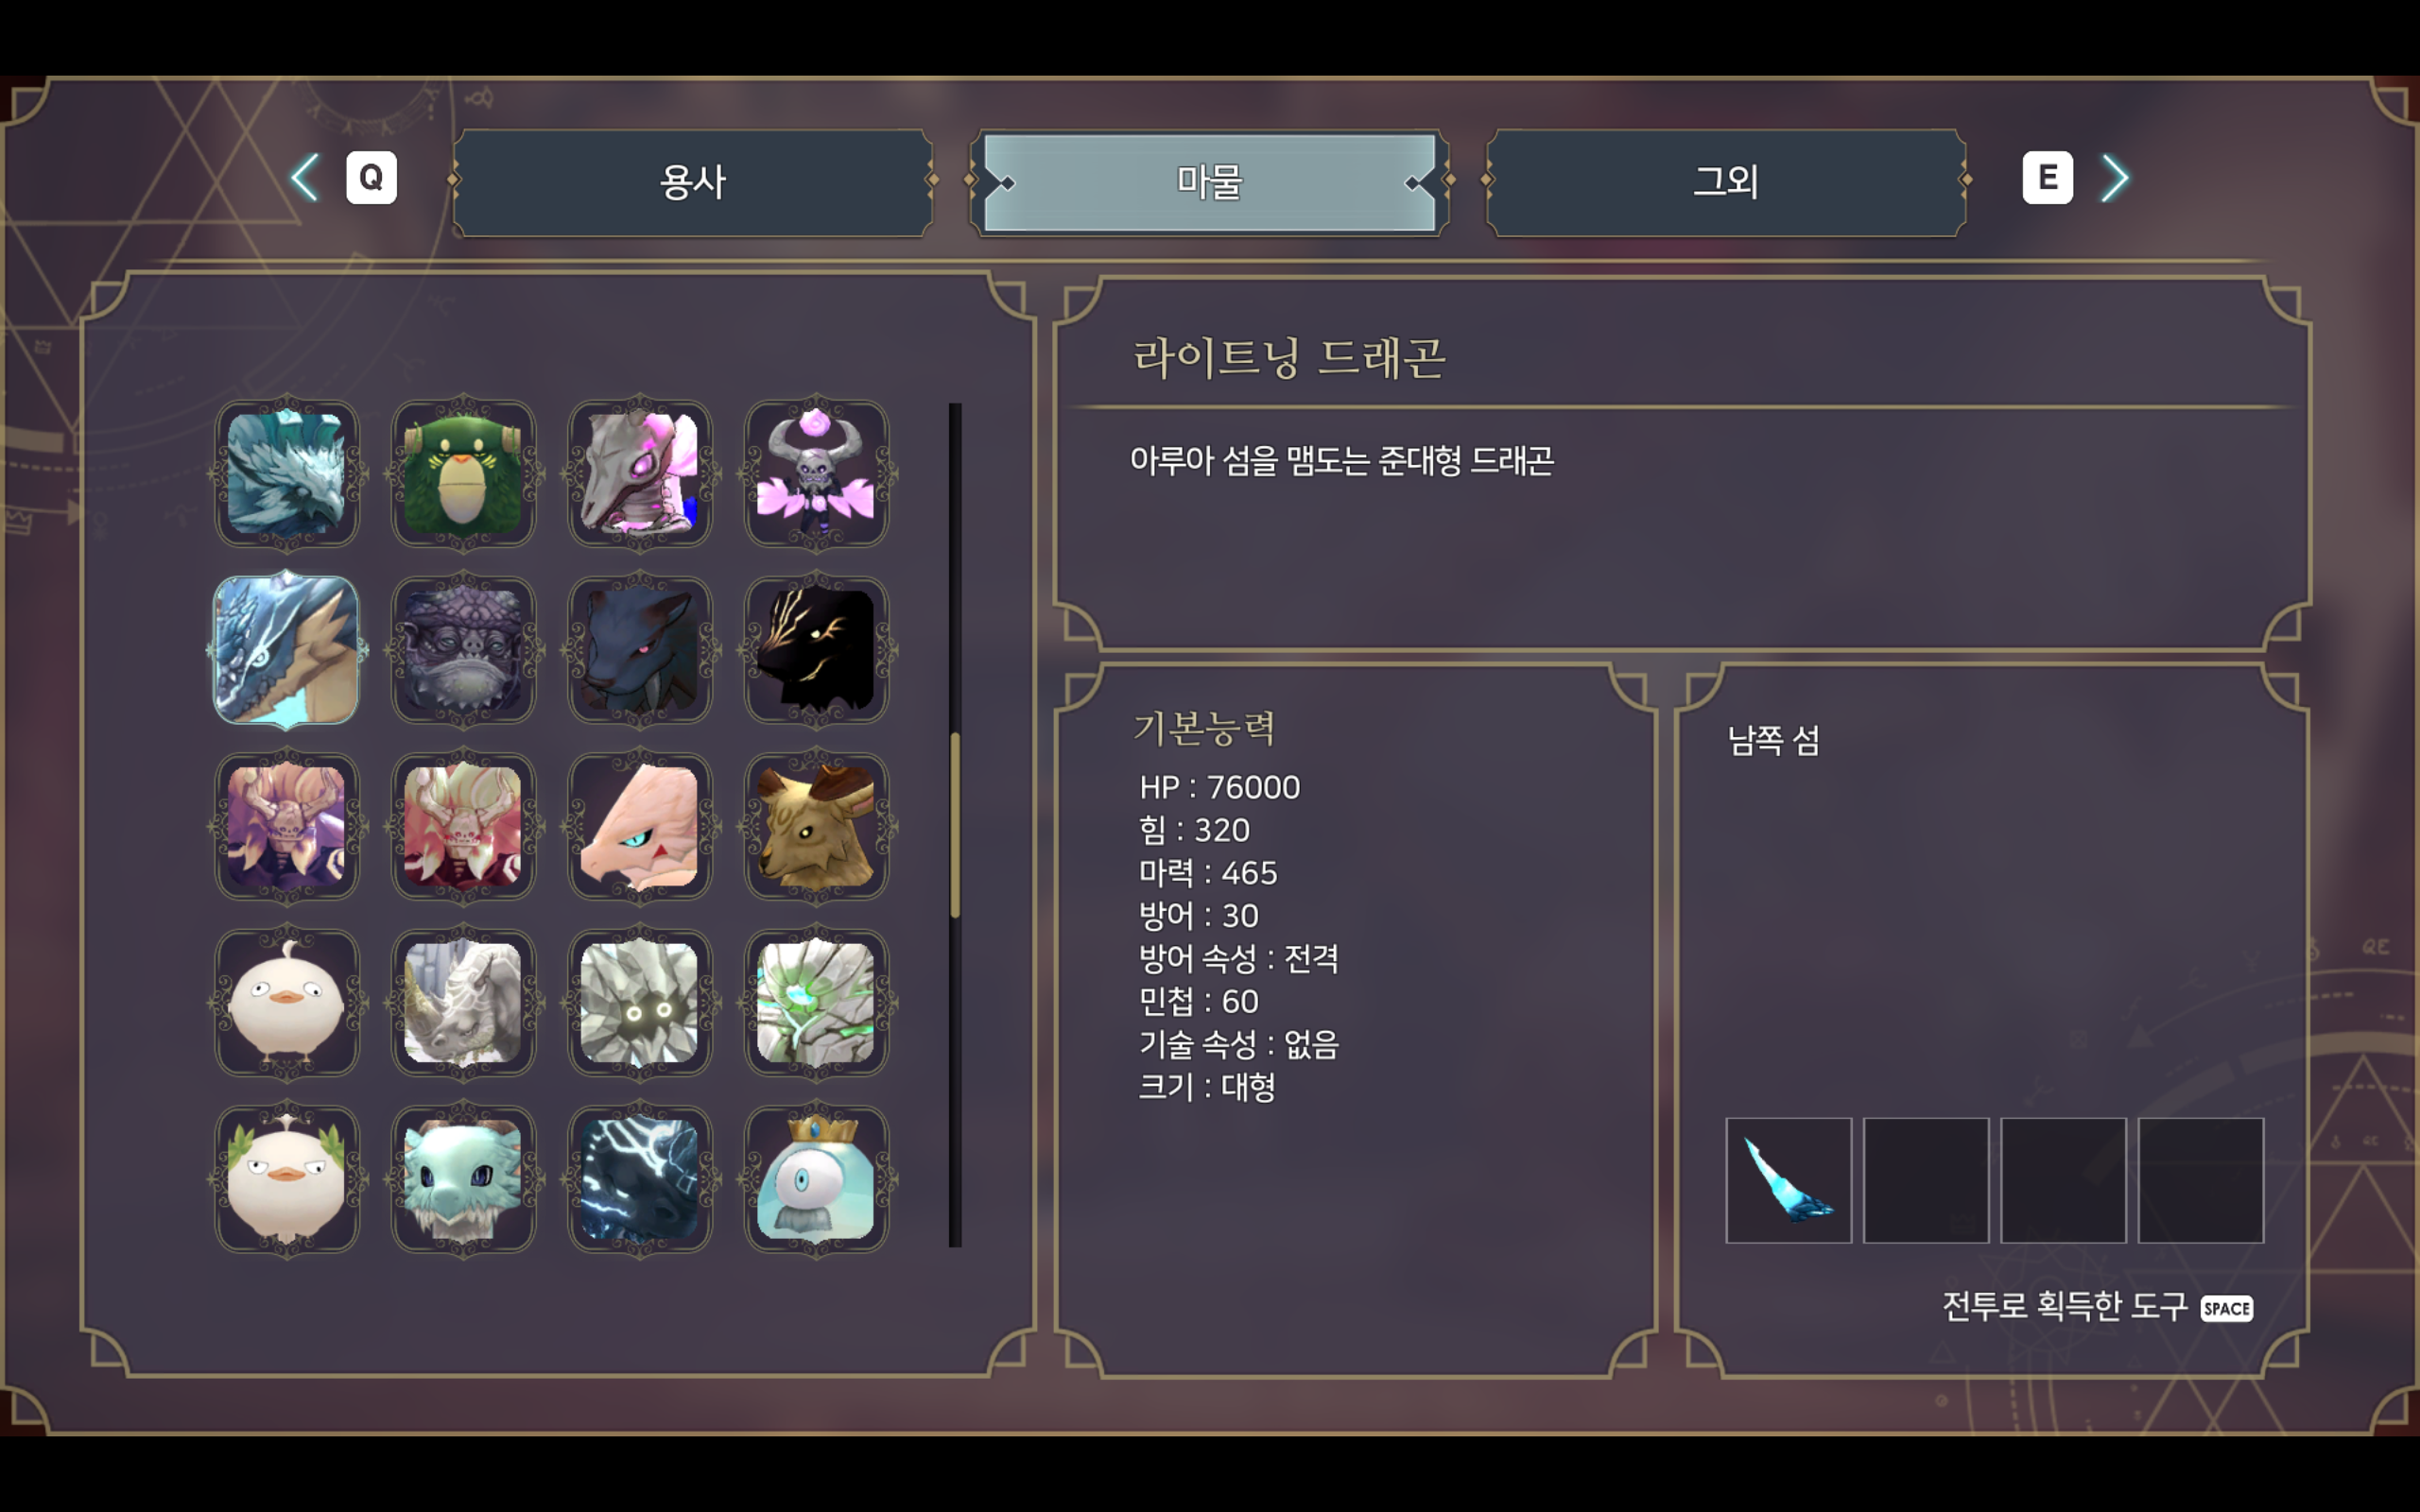 Q
용사
마물
그외
E
라이트닝 드래곤
아루아 섬을 맴도는 준대형 드래곤
기본능력
HP : 76000
힘 : 320
마력 : 465
방어 : 30
방어 속성 : 전격
민첩 : 60
기술 속성 : 없음
크기 : 대형
남쪽 섬
전투로 획득한 도구 SPACE